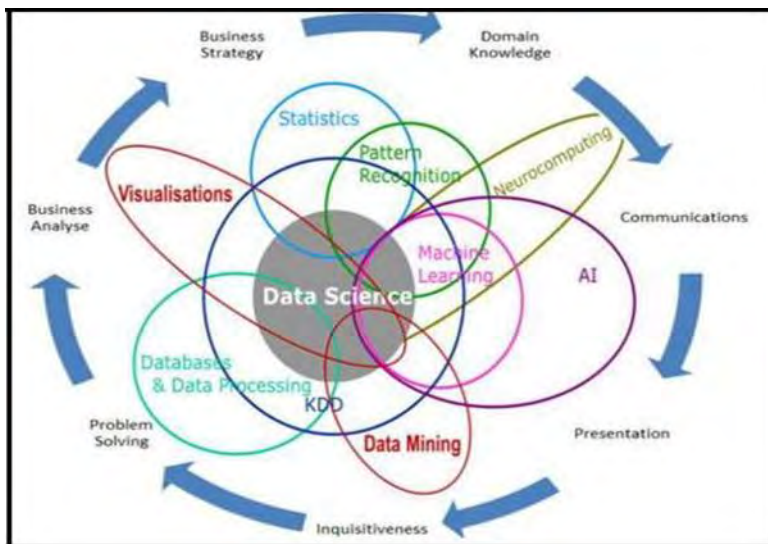 Business
Strategy
Domain
Knowledge
Statistics
Pattern
Recognition
Neurocomputing
Visualisations
Business
Analyse
Communications
Machine
Learning
AI
Data Science
Databases
& Data Processing
KDD
Data Mining
Problem
Solving
Presentation
Inquisitiveness